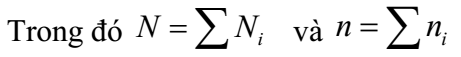 Trong đó N = ∑ N_i và n = ∑ n_i